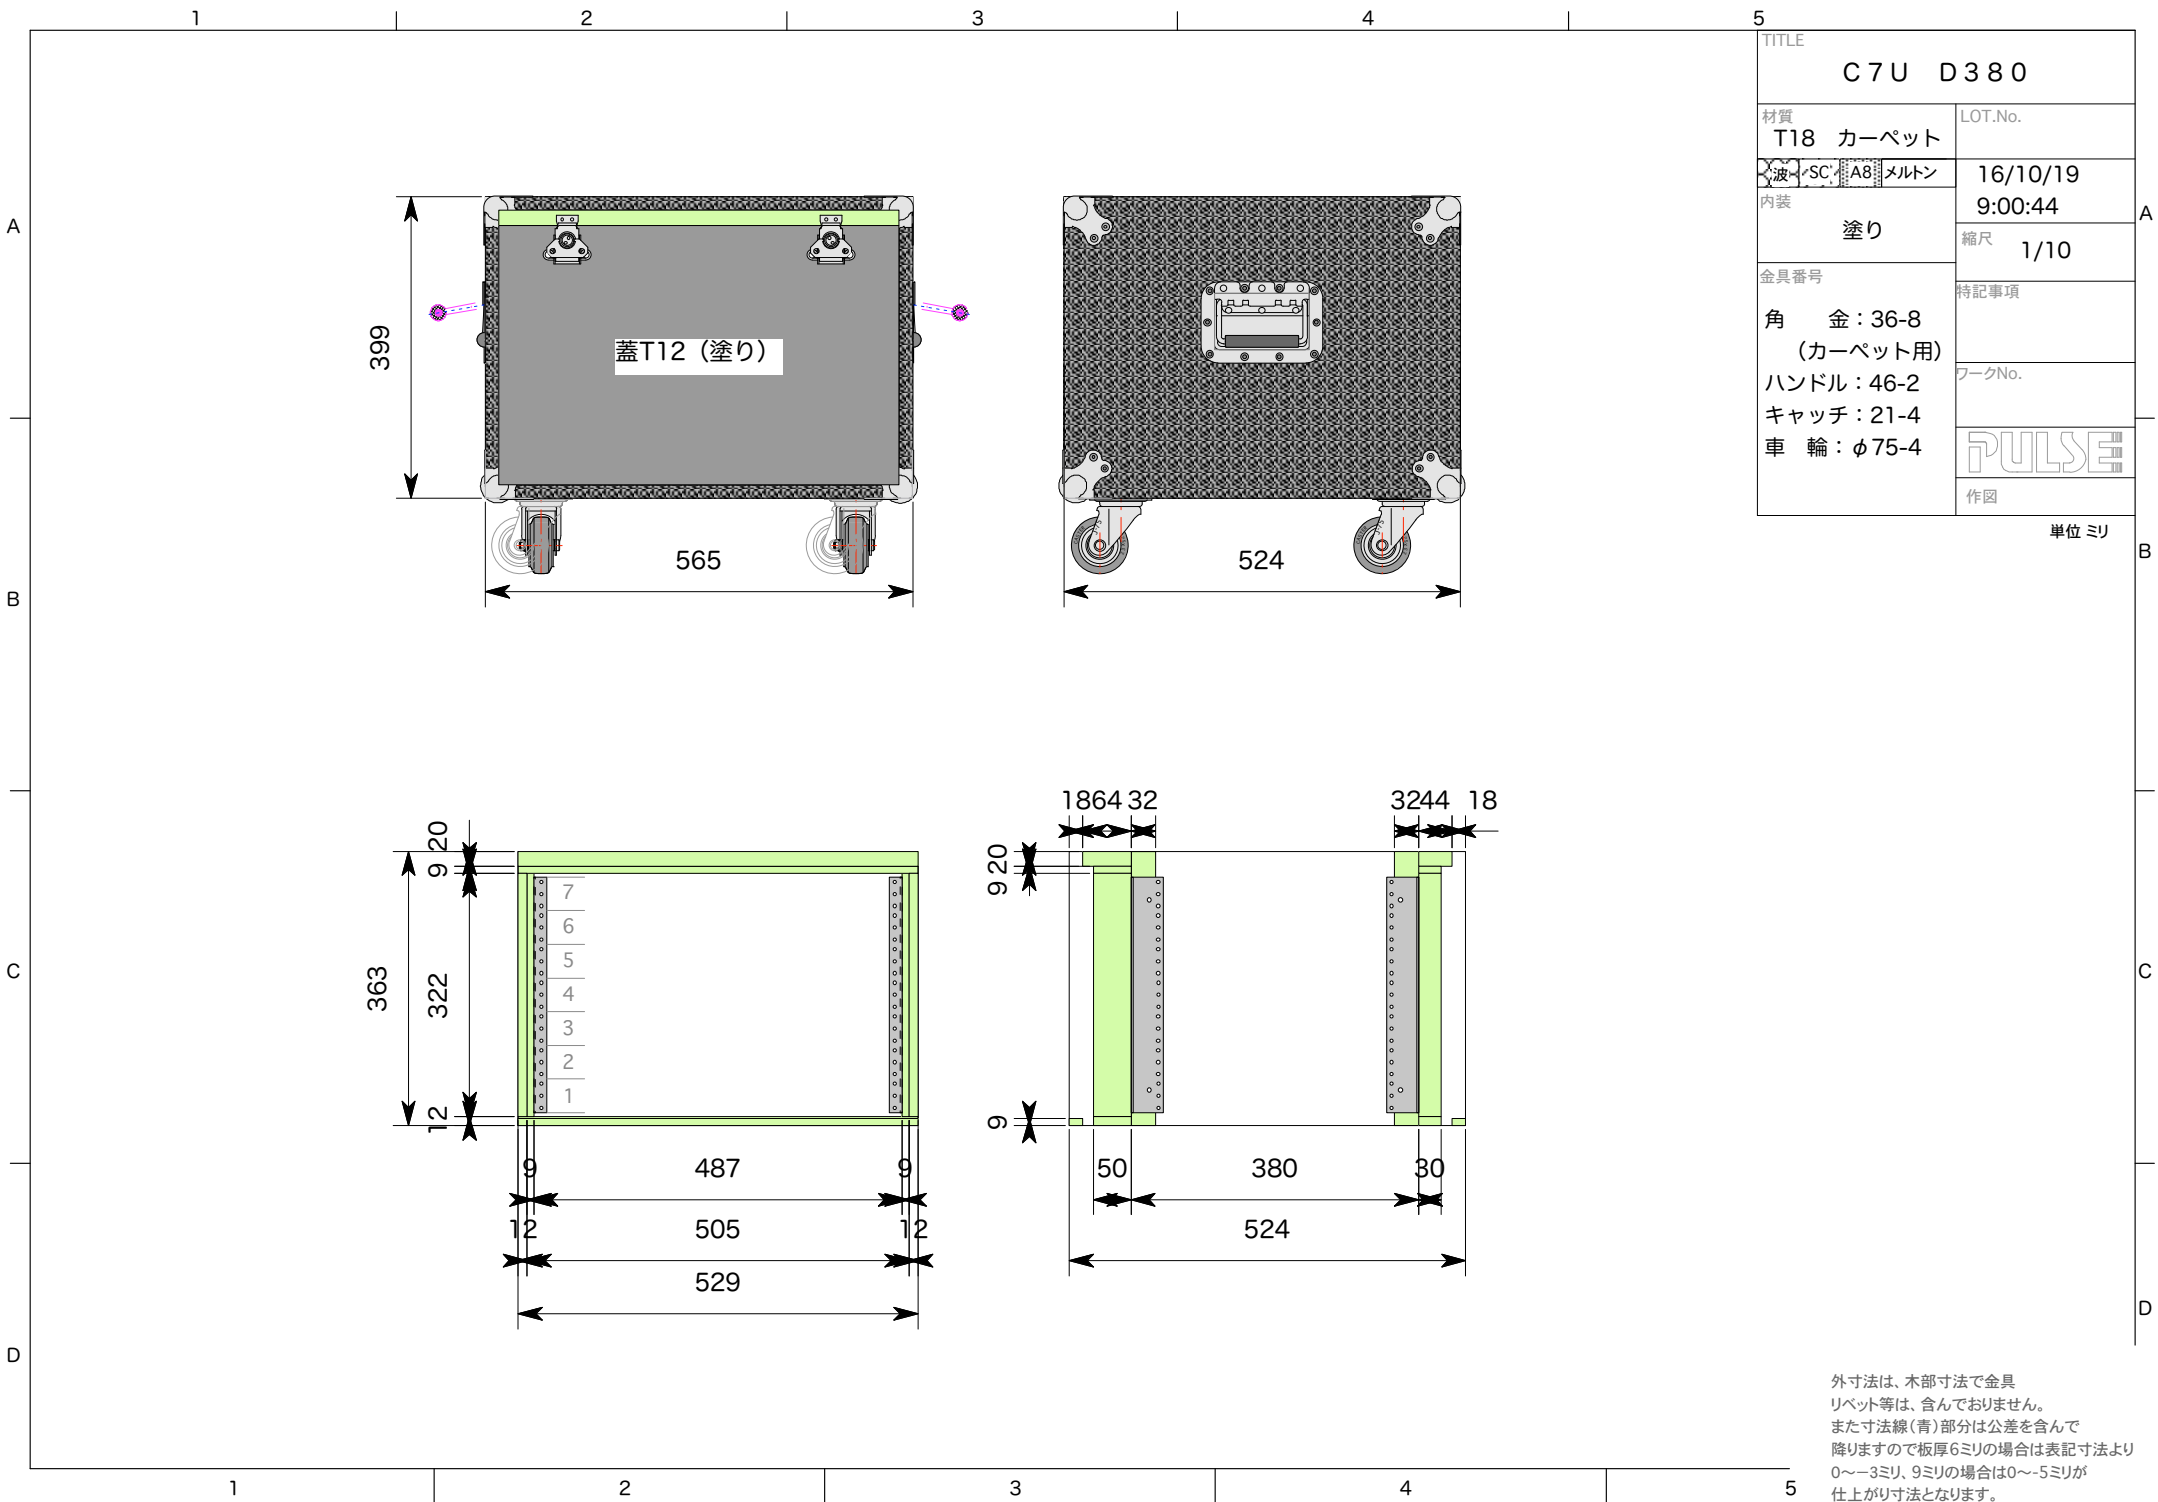 1 2 3 4 5
TITLE
C7U　D380
材質
T18　カーペット
LOT.No.
波 SC A8 メルトン
16/10/19
9:00:44
内装
塗り
縮尺
1/10
金具番号
角　　金：36-8
（カーペット用）
ハンドル：46-2
キャッチ：21-4
車　輪：φ75-4
特記事項
ワークNo.
PULSE
作図
単位 ミリ
A A
B B
C C
D D
399
蓋T12（塗り）
565
524
20
9
363
322
12
7
6
5
4
3
2
1
9 487 9
12 505 12
529
18 64 32 32 44 18
20
9
9
50 380 30
524
外寸法は、木部寸法で金具
リベット等は、含んでおりません。
また寸法線（青）部分は公差を含んで
降りますので板厚6ミリの場合は表記寸法より
0〜−3ミリ、9ミリの場合は0〜-5ミリが
仕上がり寸法となります。
1 2 3 4 5